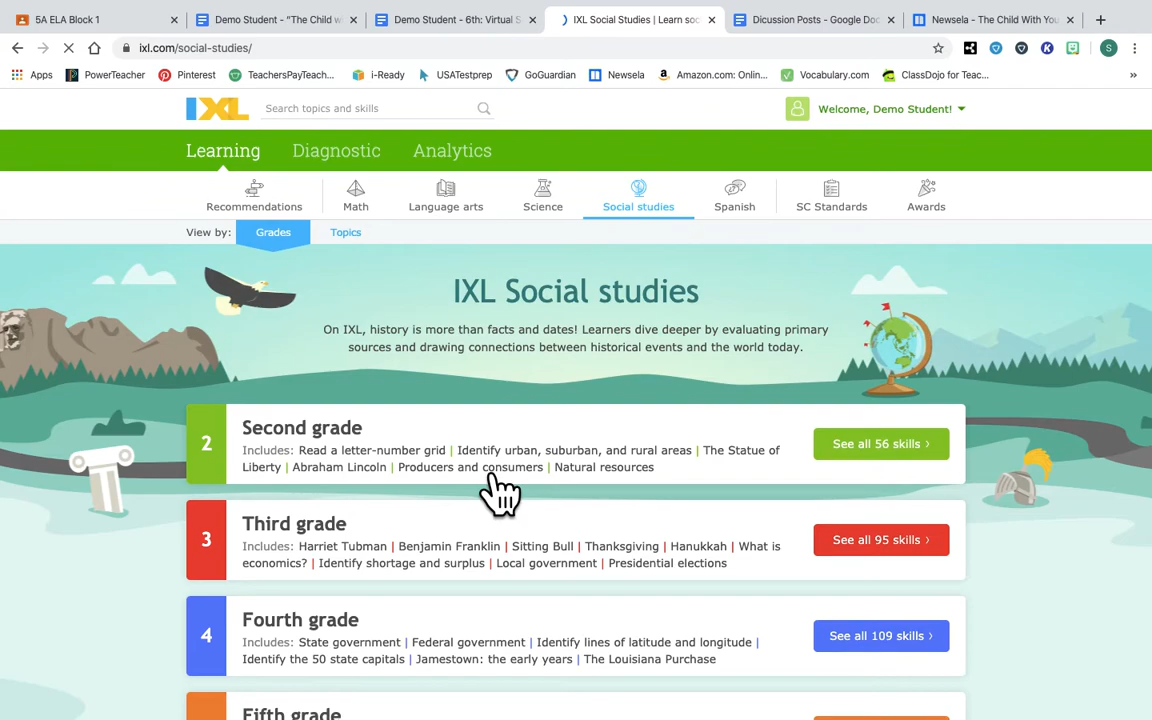 5A ELA Block 1
Demo Student - "The Child w
Demo Student - 6th: Virtual S
IXL Social Studies | Learn soc
Dicussion Posts - Google Doc
Newsela - The Child With You
ixl.com/social-studies/
S
Apps
PowerTeacher
Pinterest
TeachersPayTeach...
i-Ready
USATestprep
GoGuardian
Newsela
Amazon.com: Onlin...
Vocabulary.com
ClassDojo for Teac...
»
IXL
Search topics and skills
Welcome, Demo Student!
Learning
Diagnostic
Analytics
Recommendations
Math
Language arts
Science
Social studies
Spanish
SC Standards
Awards
View by:
Grades
Topics
IXL Social studies
On IXL, history is more than facts and dates! Learners dive deeper by evaluating primary
sources and drawing connections between historical events and the world today.
2
Second grade
Includes: Read a letter-number grid | Identify urban, suburban, and rural areas | The Statue of
Liberty | Abraham Lincoln | Producers and consumers | Natural resources
See all 56 skills ›
3
Third grade
Includes: Harriet Tubman | Benjamin Franklin | Sitting Bull | Thanksgiving | Hanukkah | What is
economics? | Identify shortage and surplus | Local government | Presidential elections
See all 95 skills ›
4
Fourth grade
Includes: State government | Federal government | Identify lines of latitude and longitude |
Identify the 50 state capitals | Jamestown: the early years | The Louisiana Purchase
See all 109 skills ›
Fifth grade